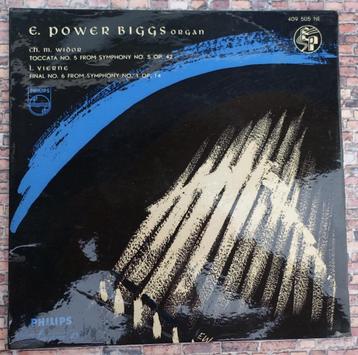 E. POWER BIGGS ORGAN
409 505 NE
CH. M. WIDOR
TOCCATA NO. 5 FROM SYMPHONY NO. 5 OP. 42
L. VIERNE
FINAL NO. 6 FROM SYMPHONY NO. 1 OP. 14
PHILIPS
PHILIPS